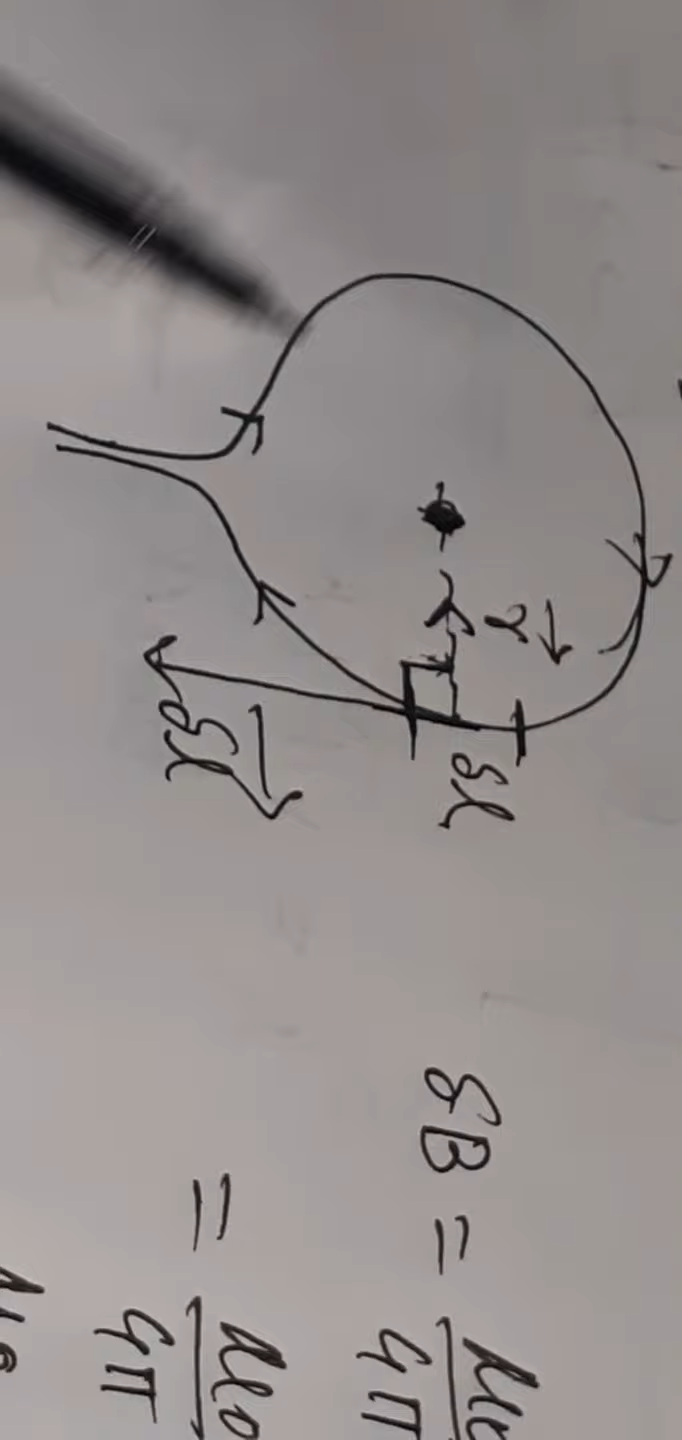 r⃗
δl
δl⃗
δB = μ₀/4π
= μ₀/4π